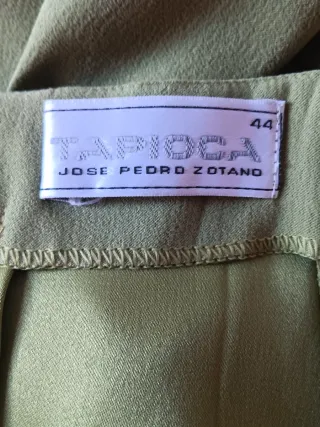 44
TAPIOCA
JOSE PEDRO ZOTANO